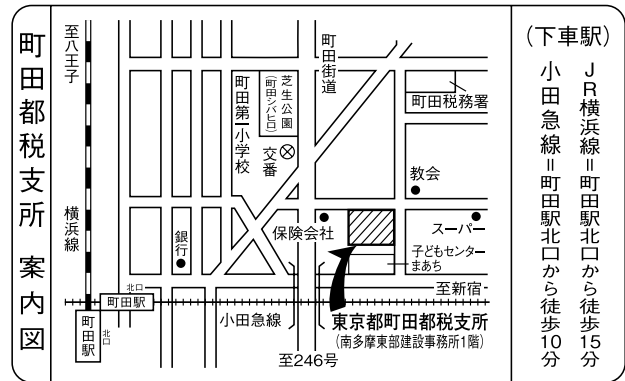 町田都税支所 案内図
至八王子
横浜線
町田駅
北口
北口
町田駅
銀行
小田急線
町田第一小学校
芝生公園
(町田シバヒロ)
交番
町田街道
保険会社
町田税務署
教会
スーパー
子どもセンター
まあち
至新宿
東京都町田都税支所
(南多摩東部建設事務所1階)
至246号
(下車駅)
JR横浜線=町田駅北口から徒歩15分
小田急線=町田駅北口から徒歩10分